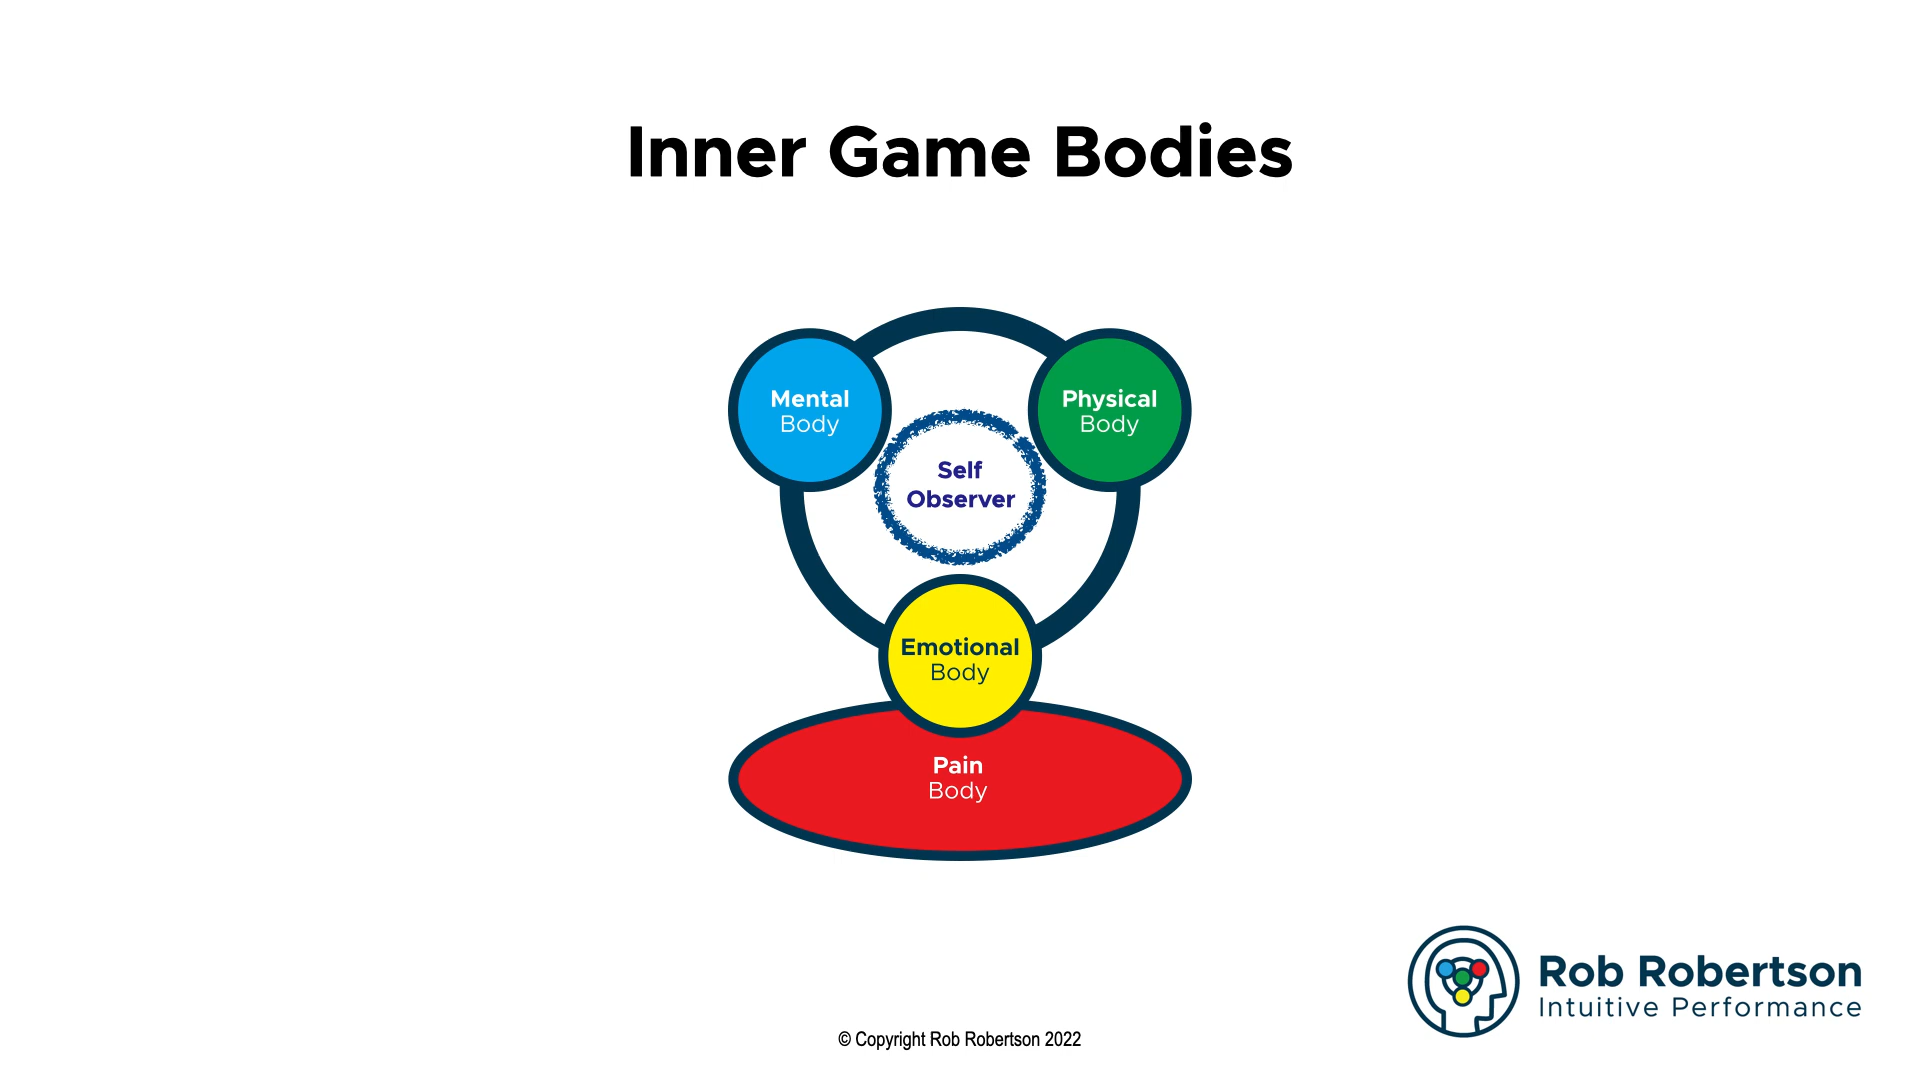 Inner Game Bodies
Mental
Body
Physical
Body
Self
Observer
Emotional
Body
Pain
Body
Rob Robertson
Intuitive Performance
© Copyright Rob Robertson 2022